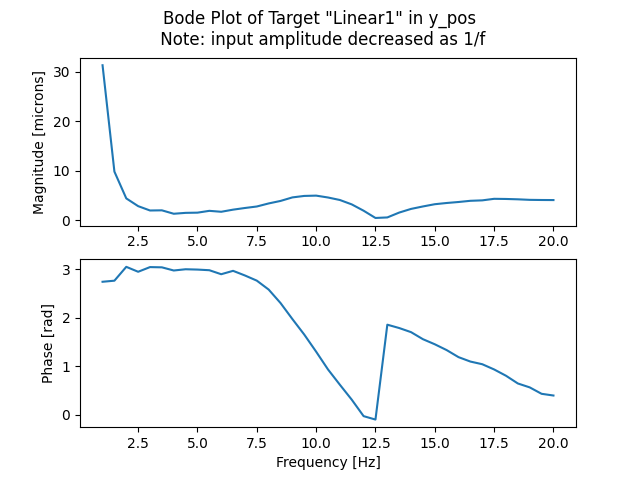 Bode Plot of Target "Linear1" in y_pos
Note: input amplitude decreased as 1/f
Magnitude [microns]
30
20
10
0
2.5 5.0 7.5 10.0 12.5 15.0 17.5 20.0
Phase [rad]
3
2
1
0
2.5 5.0 7.5 10.0 12.5 15.0 17.5 20.0
Frequency [Hz]